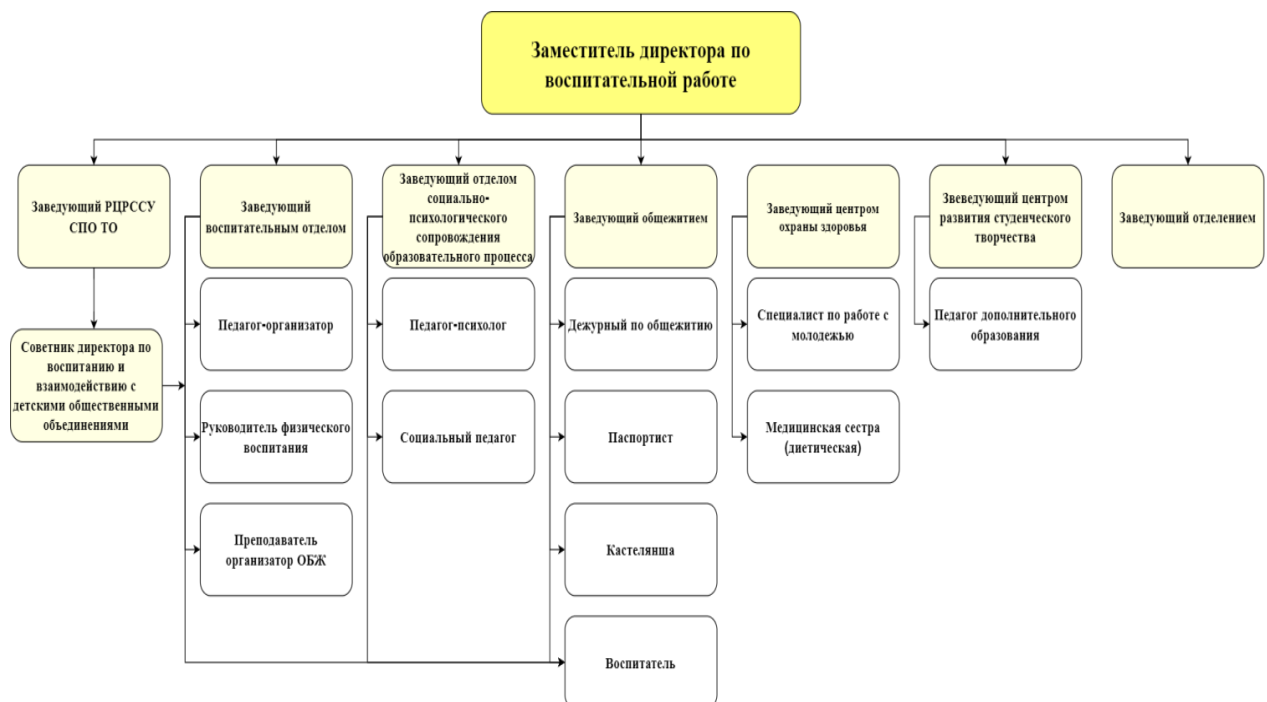 Заместитель директора по
воспитательной работе
Заведующий РЦРССУ
СПО ТО
Заведующий
воспитательным отделом
Заведующий отделом
социально-
психологического
сопровождения
образовательного процесса
Заведующий общежитием
Заведующий центром
охраны здоровья
Звеведующий центром
развития студенческого
творчества
Заведующий отделением
Советник директора по
воспитанию и
взаимодействию с
детскими общественными
объединениями
Педагог-организатор
Педагог-психолог
Дежурный по общежитию
Специалист по работе с
молодежью
Педагог дополнительного
образования
Руководитель физического
воспитания
Социальный педагог
Паспортист
Медицинская сестра
(диетическая)
Преподаватель
организатор ОБЖ
Кастелянша
Воспитатель